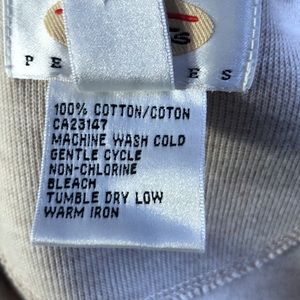 P E E S
100% COTTON/COTON
CA23147
MACHINE WASH COLD
GENTLE CYCLE
NON-CHLORINE
BLEACH
TUMBLE DRY LOW
WARM IRON